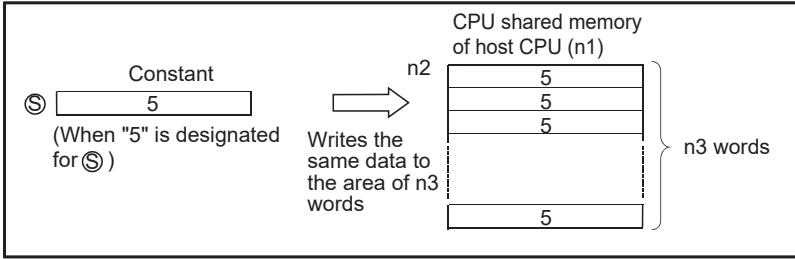 CPU shared memory
of host CPU (n1)
Constant
n2
Ⓢ 5
(When "5" is designated
for Ⓢ )
Writes the
same data to
the area of n3
words
5
5
5
5
n3 words